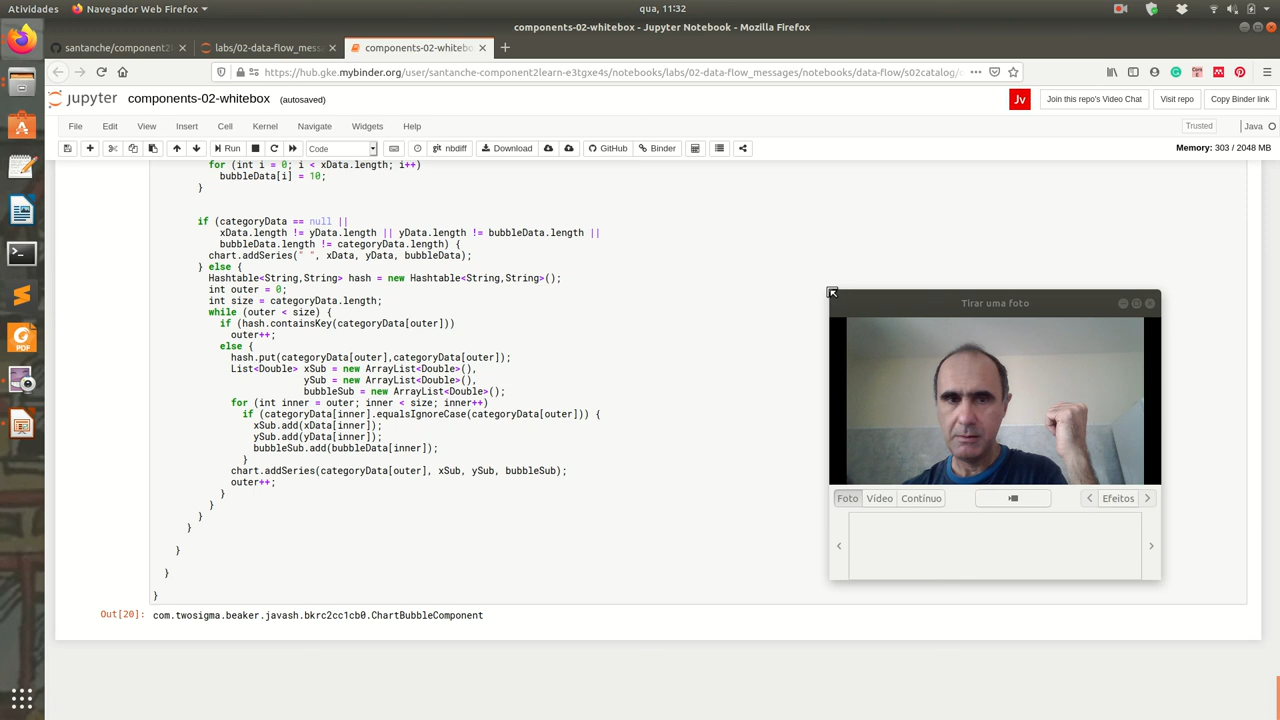 Atividades
Navegador Web Firefox
qua, 11:32
components-02-whitebox - Jupyter Notebook - Mozilla Firefox
santanche/component2l
labs/02-data-flow_mess
components-02-whitebo
https://hub.gke.mybinder.org/user/santanche-component2learn-e3tgxe4s/notebooks/labs/02-data-flow_messages/notebooks/data-flow/s02catalog/
jupyter
components-02-whitebox
(autosaved)
Jv
Join this repo's Video Chat
Visit repo
Copy Binder link
File
Edit
View
Insert
Cell
Kernel
Navigate
Widgets
Help
Trusted
Java
Run
Code
nbdiff
Download
GitHub
Binder
Memory: 303 / 2048 MB
for (int i = 0; i < xData.length; i++)
bubbleData[i] = 10;
}
if (categoryData == null ||
xData.length != yData.length || yData.length != bubbleData.length ||
bubbleData.length != categoryData.length) {
chart.addSeries(" ", xData, yData, bubbleData);
} else {
Hashtable<String,String> hash = new Hashtable<String,String>();
int outer = 0;
int size = categoryData.length;
while (outer < size) {
if (hash.containsKey(categoryData[outer]))
outer++;
else {
hash.put(categoryData[outer],categoryData[outer]);
List<Double> xSub = new ArrayList<Double>(),
ySub = new ArrayList<Double>(),
bubbleSub = new ArrayList<Double>();
for (int inner = outer; inner < size; inner++)
if (categoryData[inner].equalsIgnoreCase(categoryData[outer])) {
xSub.add(xData[inner]);
ySub.add(yData[inner]);
bubbleSub.add(bubbleData[inner]);
}
chart.addSeries(categoryData[outer], xSub, ySub, bubbleSub);
outer++;
}
}
}
}
}
}
}
Out[20]:
com.twosigma.beaker.javash.bkrc2cc1cb0.ChartBubbleComponent
Tirar uma foto
Foto
Vídeo
Contínuo
Efeitos
PDF